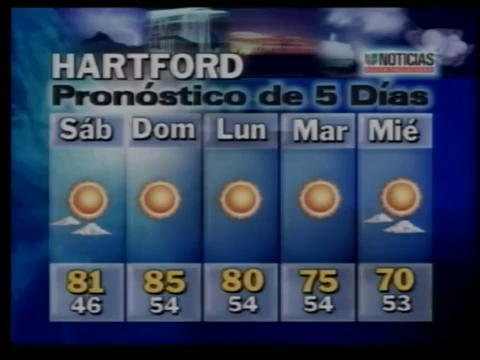 HARTFORD
NOTICIAS
Pronóstico de 5 Días
Sáb Dom Lun Mar Mié
81 85 80 75 70
46 54 54 54 53